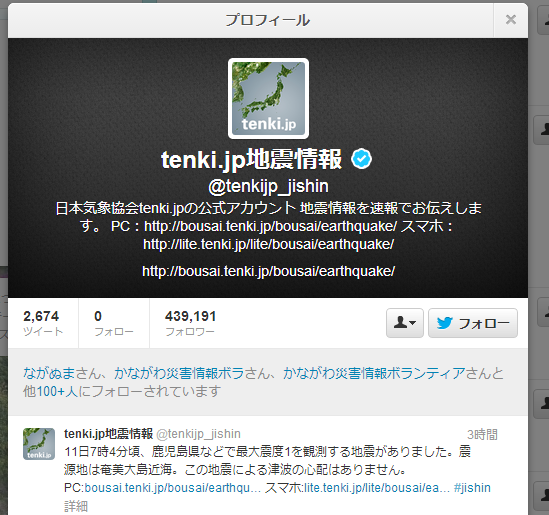 プロフィール
tenki.jp
tenki.jp地震情報
@tenkijp_jishin
日本気象協会tenki.jpの公式アカウント 地震情報を速報でお伝えしま
す。 PC：http://bousai.tenki.jp/bousai/earthquake/ スマホ：
http://lite.tenki.jp/lite/bousai/earthquake/
http://bousai.tenki.jp/bousai/earthquake/
2,674 0 439,191
ツイート フォロー フォロワー
フォロー
ながぬまさん、かながわ災害情報ボラさん、かながわ災害情報ボランティアさんと
他100+人にフォローされています
tenki.jp地震情報 @tenkijp_jishin 3時間
tenki.jp
11日7時4分頃、鹿児島県などで最大震度1を観測する地震がありました。震
源地は奄美大島近海。この地震による津波の心配はありません。
PC:bousai.tenki.jp/bousai/earthqu… スマホ:lite.tenki.jp/lite/bousai/ea… #jishin
詳細